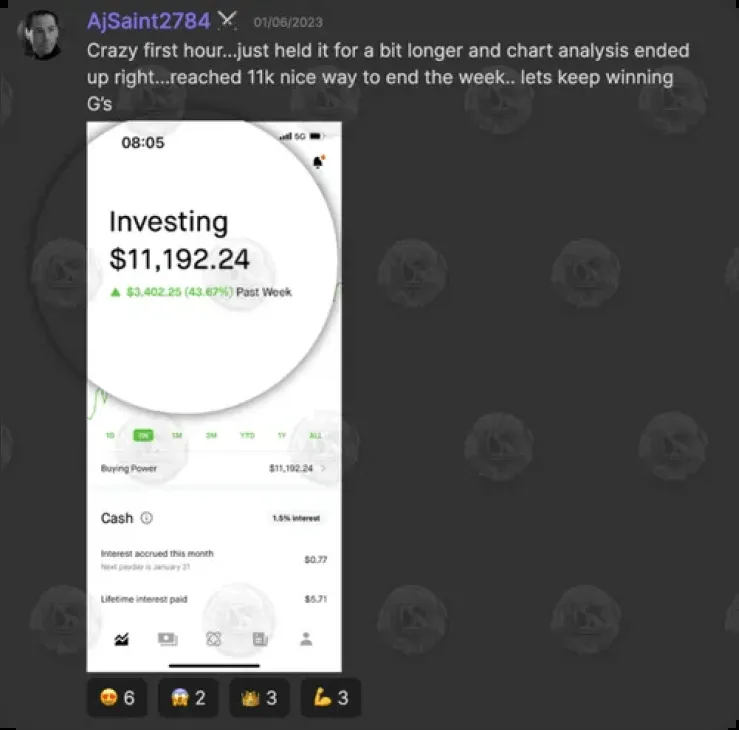 AjSaint2784 01/06/2023
Crazy first hour...just held it for a bit longer and chart analysis ended
up right...reached 11k nice way to end the week.. lets keep winning
G's
08:05 5G
Investing
$11,192.24
▲ $3,402.25 (43.67%) Past Week
1D 1W 1M 3M YTD 1Y ALL
Buying Power $11,192.24 >
Cash 1.5% interest
Interest accrued this month $0.77
Next payday is January 21
Lifetime interest paid $5.71
6 2 3 3